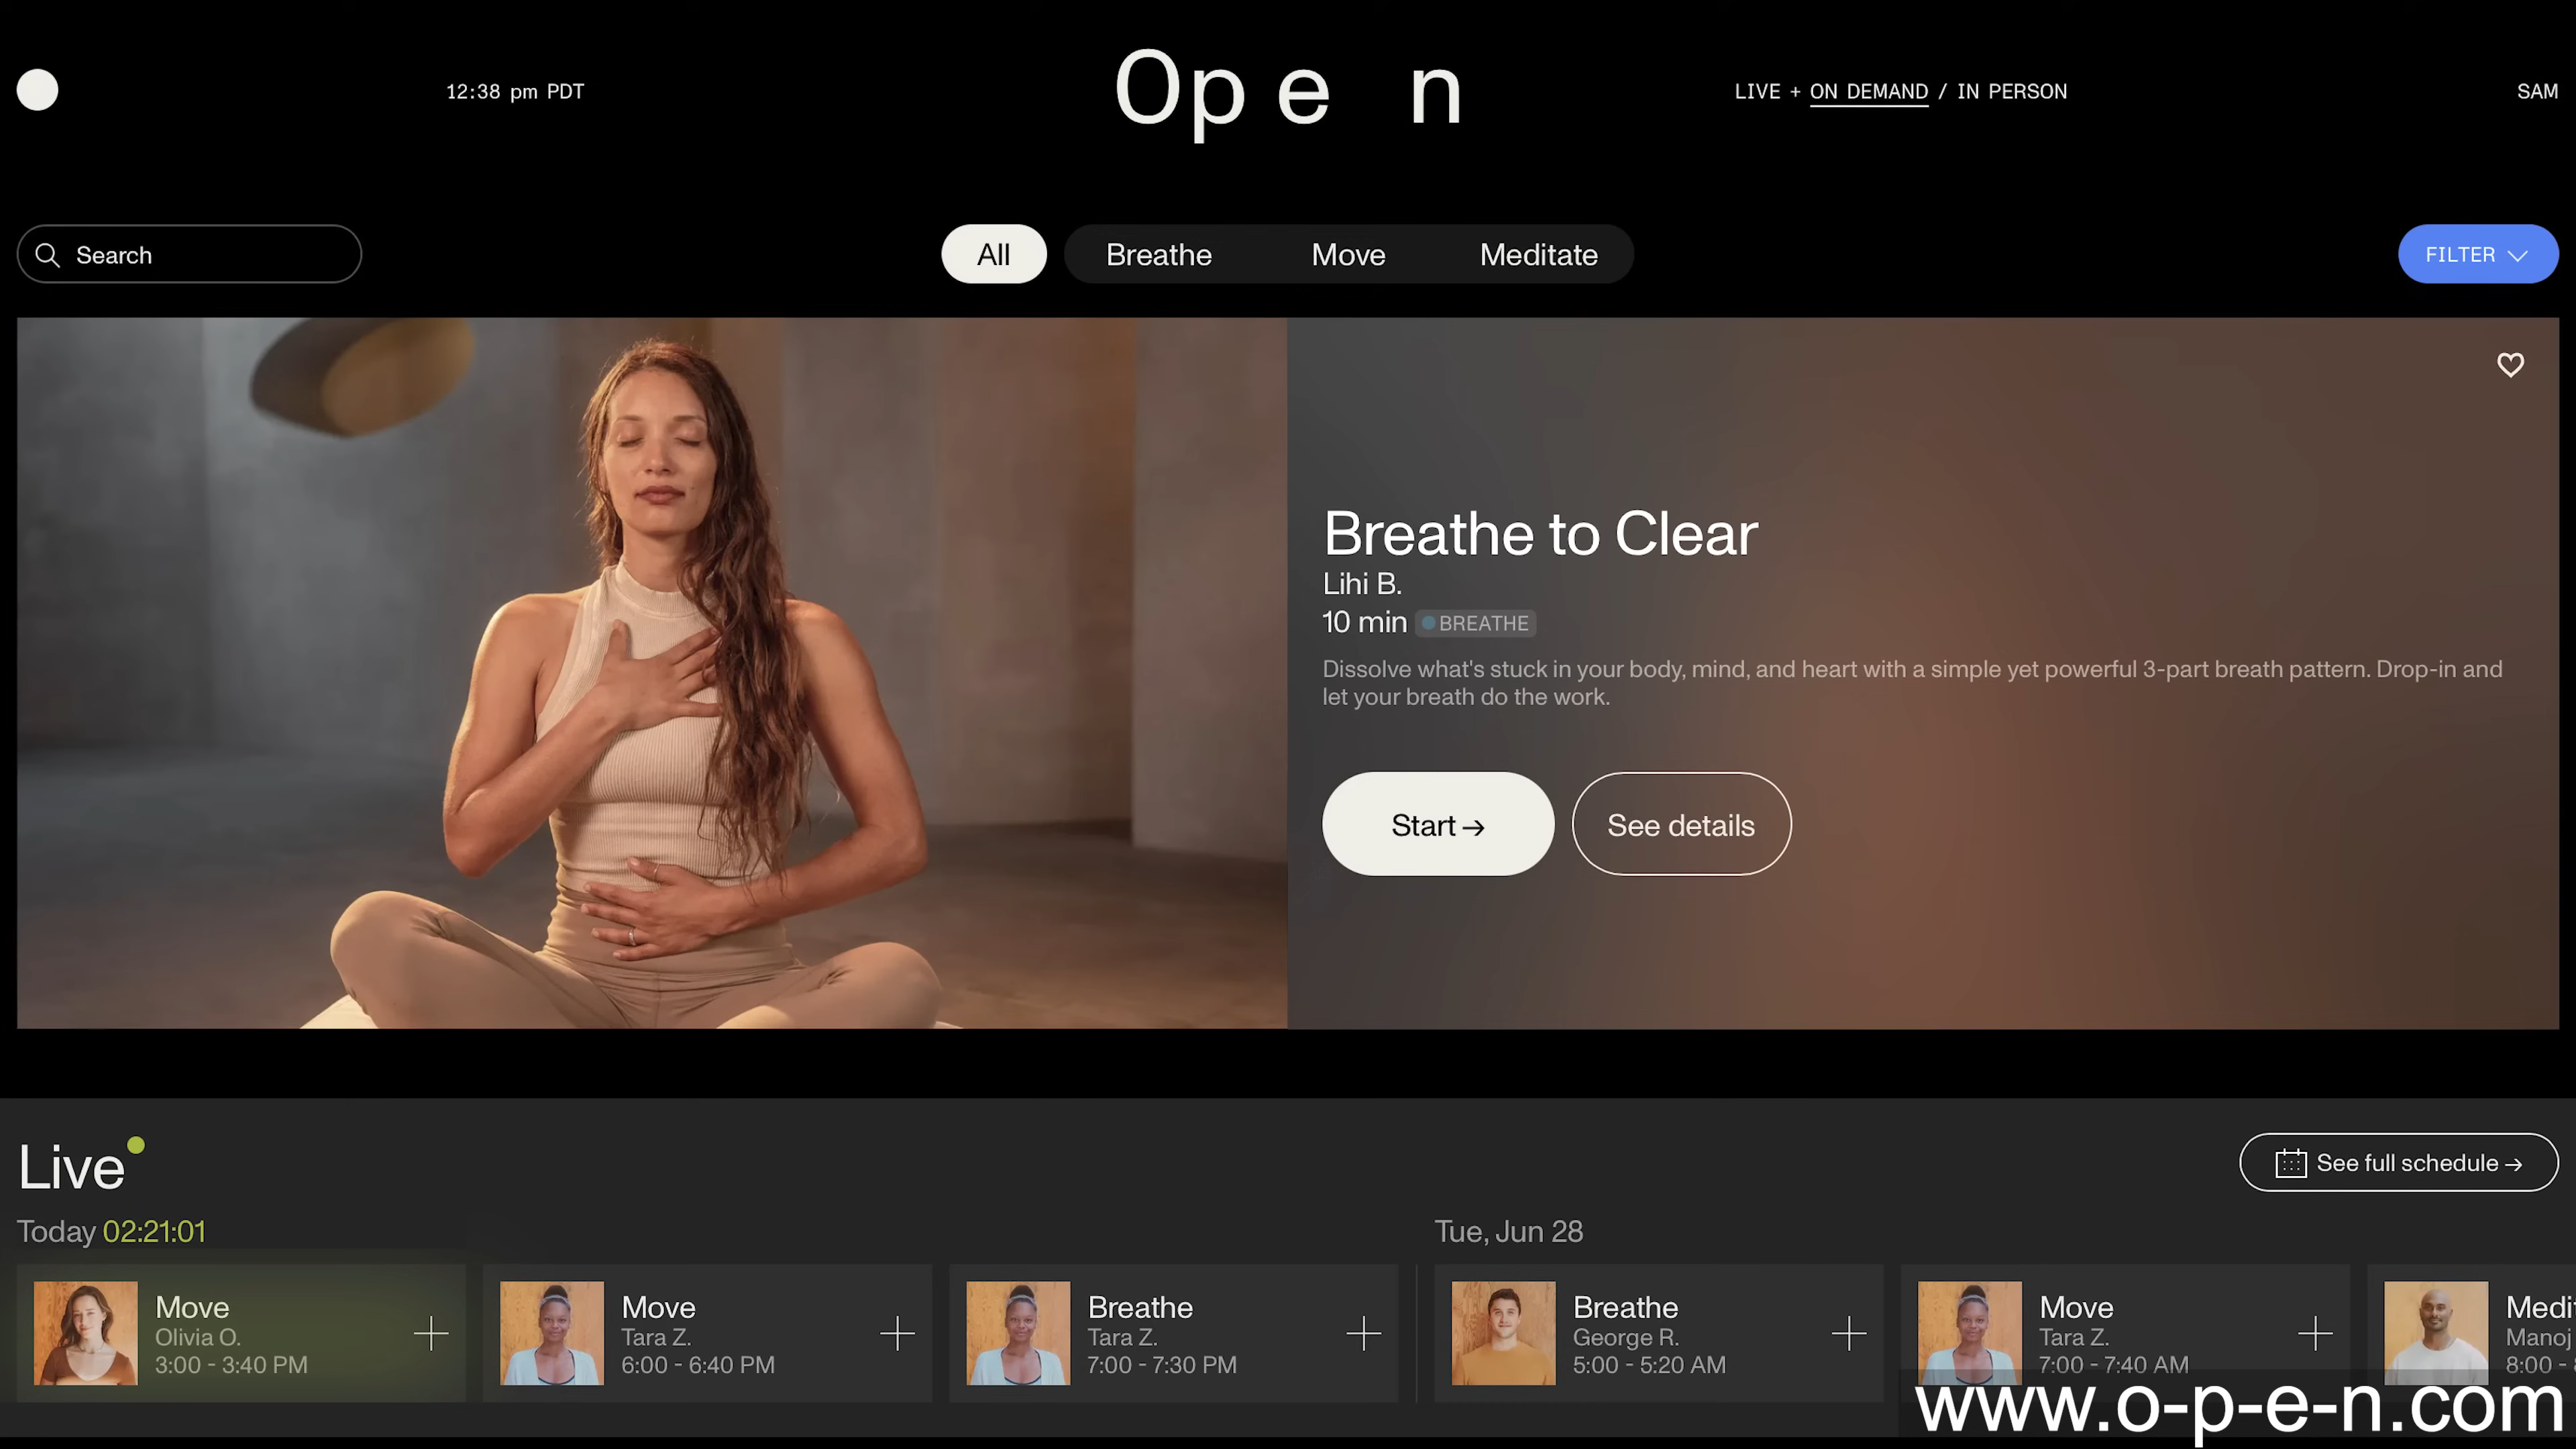 12:38 pm PDT
Open
LIVE + ON DEMAND / IN PERSON
SAM
Search
All
Breathe
Move
Meditate
FILTER
Breathe to Clear
Lihi B.
10 min
BREATHE
Dissolve what's stuck in your body, mind, and heart with a simple yet powerful 3-part breath pattern. Drop-in and
let your breath do the work.
Start →
See details
Live
See full schedule →
Today 02:21:01
Move
Olivia O.
3:00 - 3:40 PM
Move
Tara Z.
6:00 - 6:40 PM
Breathe
Tara Z.
7:00 - 7:30 PM
Tue, Jun 28
Breathe
George R.
5:00 - 5:20 AM
Move
Tara Z.
7:00 - 7:40 AM
Manoj
8:00 -
www.o-p-e-n.com